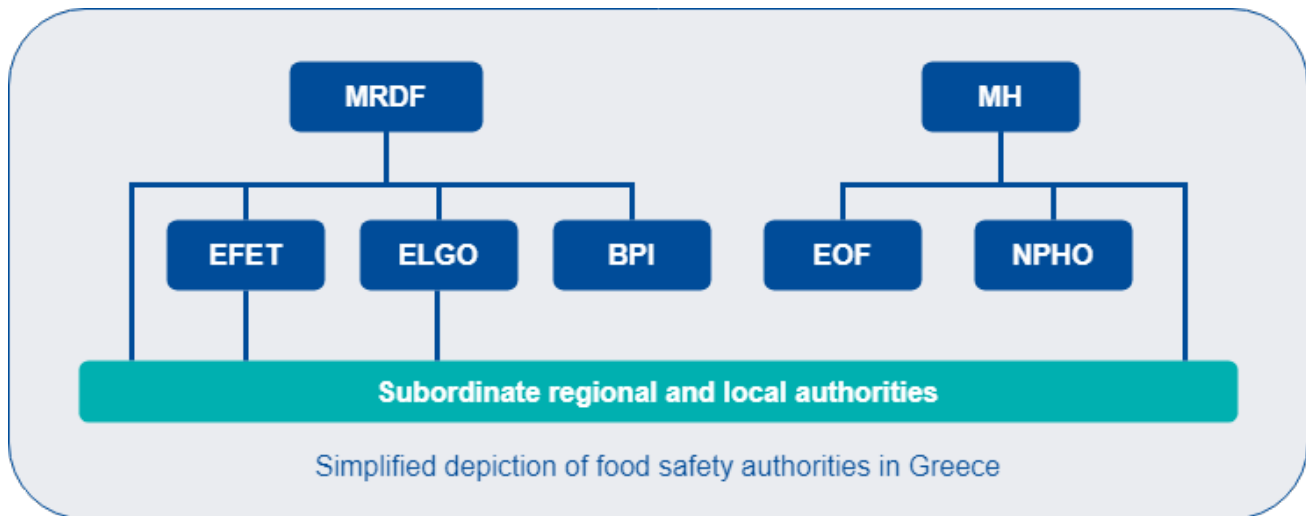 MRDF
MH
EFET
ELGO
BPI
EOF
NPHO
Subordinate regional and local authorities
Simplified depiction of food safety authorities in Greece